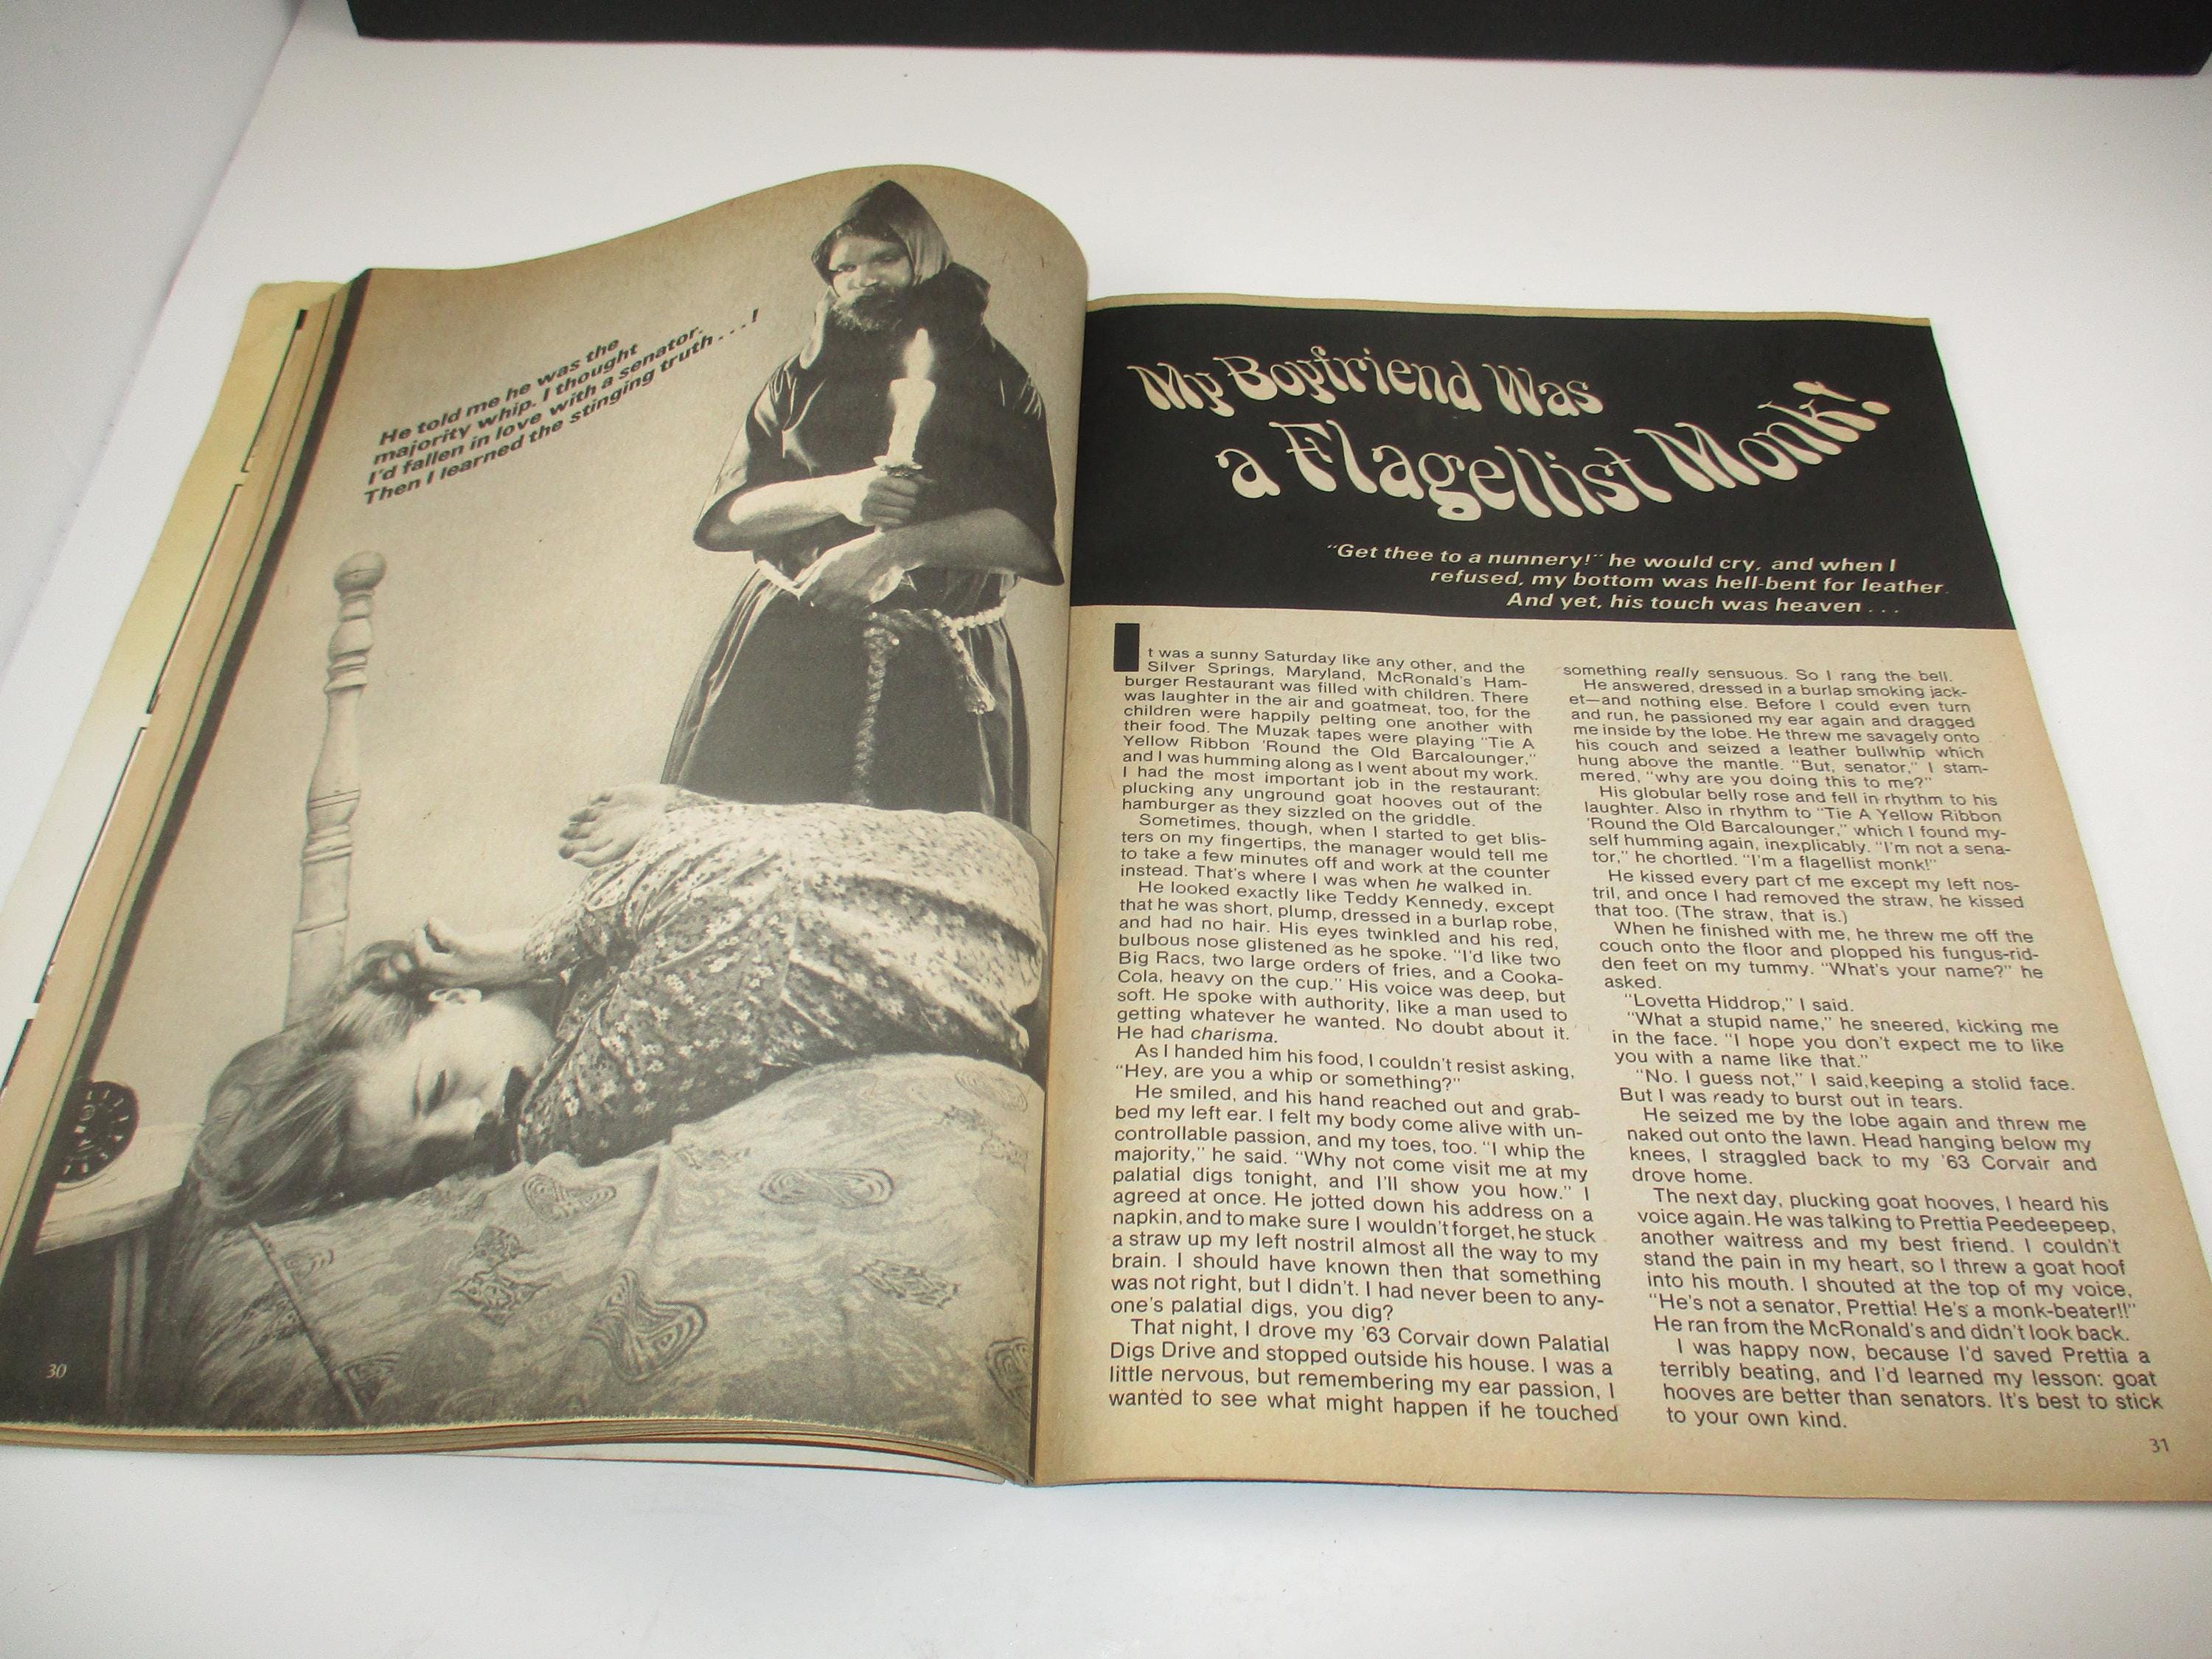 He told me he was the
majority whip. I thought
I'd fallen in love with a senator.
Then I learned the stinging truth . . . !
30
My Boyfriend Was
a Flagellist Monk!
"Get thee to a nunnery!" he would cry, and when I
refused, my bottom was hell-bent for leather.
And yet, his touch was heaven . . .
It was a sunny Saturday like any other, and the
Silver Springs, Maryland, McRonald's Ham-
burger Restaurant was filled with children. There
was laughter in the air and goatmeat, too, for the
children were happily pelting one another with
their food. The Muzak tapes were playing "Tie A
Yellow Ribbon 'Round the Old Barcalounger,"
and I was humming along as I went about my work.
I had the most important job in the restaurant:
plucking any unground goat hooves out of the
hamburger as they sizzled on the griddle.
Sometimes, though, when I started to get blis-
ters on my fingertips, the manager would tell me
to take a few minutes off and work at the counter
instead. That's where I was when he walked in.
He looked exactly like Teddy Kennedy, except
that he was short, plump, dressed in a burlap robe,
and had no hair. His eyes twinkled and his red,
bulbous nose glistened as he spoke. "I'd like two
Big Racs, two large orders of fries, and a Cooka-
Cola, heavy on the cup." His voice was deep, but
soft. He spoke with authority, like a man used to
getting whatever he wanted. No doubt about it.
He had charisma.
As I handed him his food, I couldn't resist asking,
"Hey, are you a whip or something?"
He smiled, and his hand reached out and grab-
bed my left ear. I felt my body come alive with un-
controllable passion, and my toes, too. "I whip the
majority," he said. "Why not come visit me at my
palatial digs tonight, and I'll show you how." I
agreed at once. He jotted down his address on a
napkin, and to make sure I wouldn't forget, he stuck
a straw up my left nostril almost all the way to my
brain. I should have known then that something
was not right, but I didn't. I had never been to any-
one's palatial digs, you dig?
That night, I drove my '63 Corvair down Palatial
Digs Drive and stopped outside his house. I was a
little nervous, but remembering my ear passion, I
wanted to see what might happen if he touched
something really sensuous. So I rang the bell.
He answered, dressed in a burlap smoking jack-
et—and nothing else. Before I could even turn
and run, he passioned my ear again and dragged
me inside by the lobe. He threw me savagely onto
his couch and seized a leather bullwhip which
hung above the mantle. "But, senator," I stam-
mered, "why are you doing this to me?"
His globular belly rose and fell in rhythm to his
laughter. Also in rhythm to "Tie A Yellow Ribbon
'Round the Old Barcalounger," which I found my-
self humming again, inexplicably. "I'm not a sena-
tor," he chortled. "I'm a flagellist monk!"
He kissed every part of me except my left nos-
tril, and once I had removed the straw, he kissed
that too. (The straw, that is.)
When he finished with me, he threw me off the
couch onto the floor and plopped his fungus-rid-
den feet on my tummy. "What's your name?" he
asked.
"Lovetta Hiddrop," I said.
"What a stupid name," he sneered, kicking me
in the face. "I hope you don't expect me to like
you with a name like that."
"No. I guess not," I said, keeping a stolid face.
But I was ready to burst out in tears.
He seized me by the lobe again and threw me
naked out onto the lawn. Head hanging below my
knees, I straggled back to my '63 Corvair and
drove home.
The next day, plucking goat hooves, I heard his
voice again. He was talking to Prettia Peedeepeep,
another waitress and my best friend. I couldn't
stand the pain in my heart, so I threw a goat hoof
into his mouth. I shouted at the top of my voice,
"He's not a senator, Prettia! He's a monk-beater!!"
He ran from the McRonald's and didn't look back.
I was happy now, because I'd saved Prettia a
terribly beating, and I'd learned my lesson: goat
hooves are better than senators. It's best to stick
to your own kind.
31